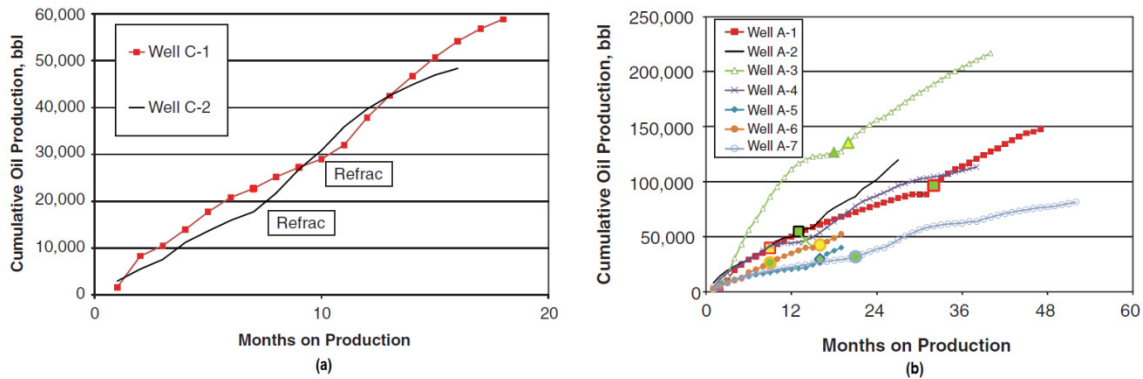 60,000
50,000
40,000
30,000
20,000
10,000
0
Cumulative Oil Production, bbl
Well C-1
Well C-2
Refrac
Refrac
0
10
20
Months on Production
(a)
250,000
200,000
150,000
100,000
50,000
0
Cumulative Oil Production, bbl
Well A-1
Well A-2
Well A-3
Well A-4
Well A-5
Well A-6
Well A-7
0
12
24
36
48
60
Months on Production
(b)